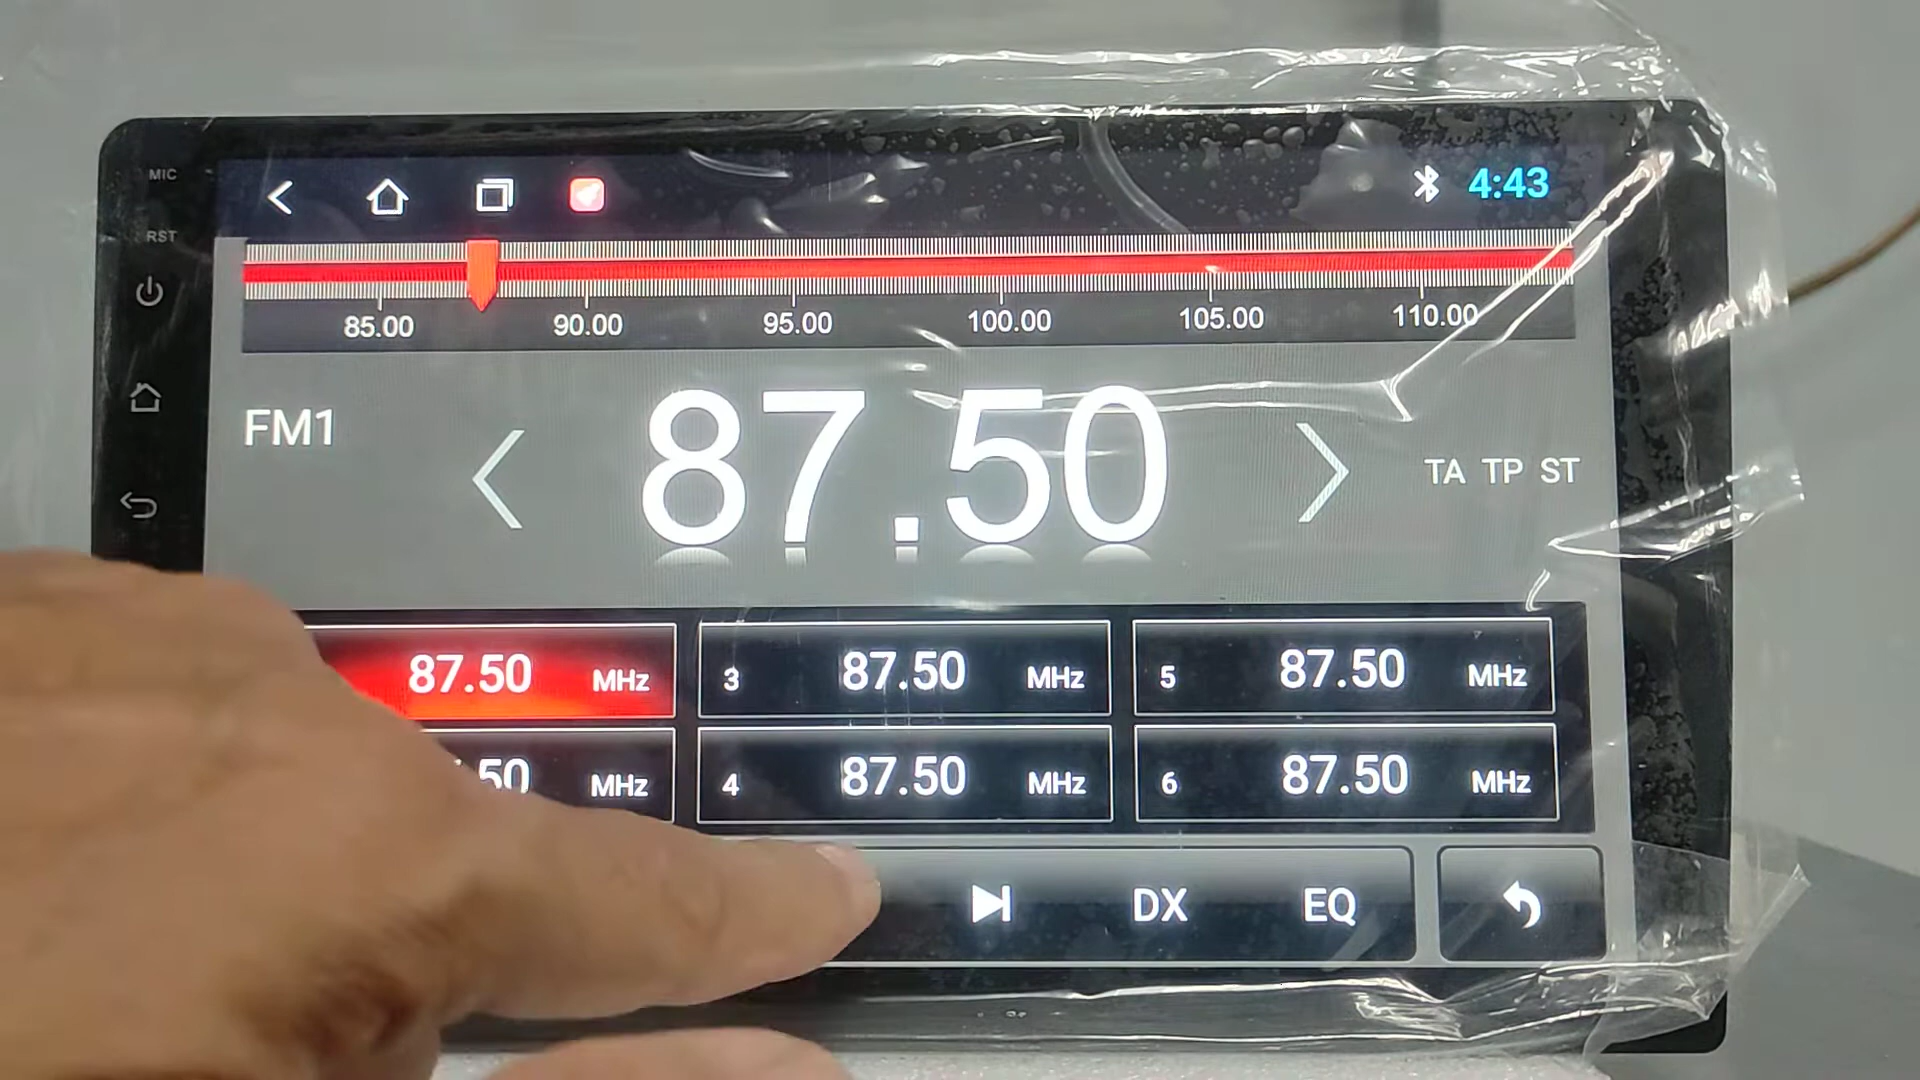 MIC
4:43
RST
85.00 90.00 95.00 100.00 105.00 110.00
FM1
87.50
TA TP ST
87.50 MHz
3 87.50 MHz
5 87.50 MHz
.50 MHz
4 87.50 MHz
6 87.50 MHz
DX EQ